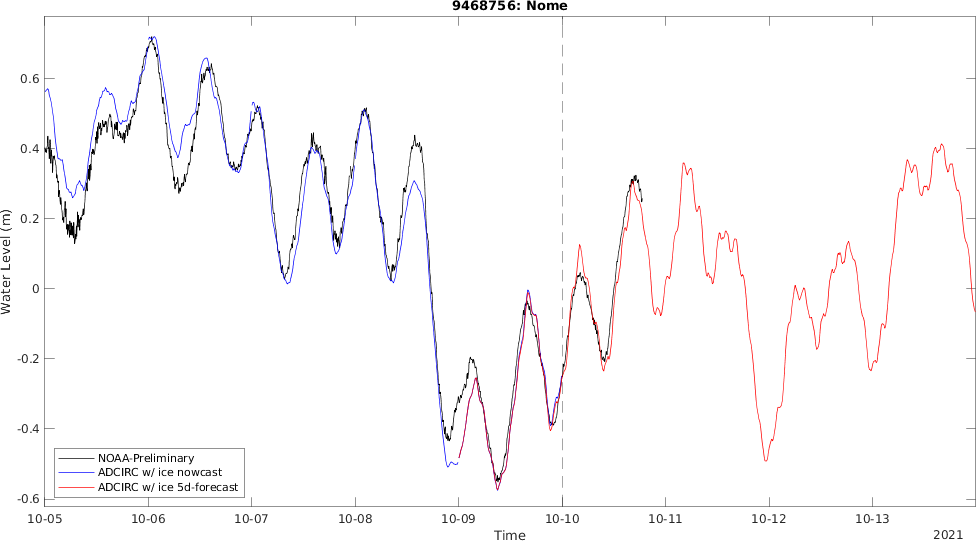 9468756: Nome
Water Level (m)
0.6
0.4
0.2
0
-0.2
-0.4
-0.6
NOAA-Preliminary
ADCIRC w/ ice nowcast
ADCIRC w/ ice 5d-forecast
10-05 10-06 10-07 10-08 10-09 10-10 10-11 10-12 10-13
Time
2021